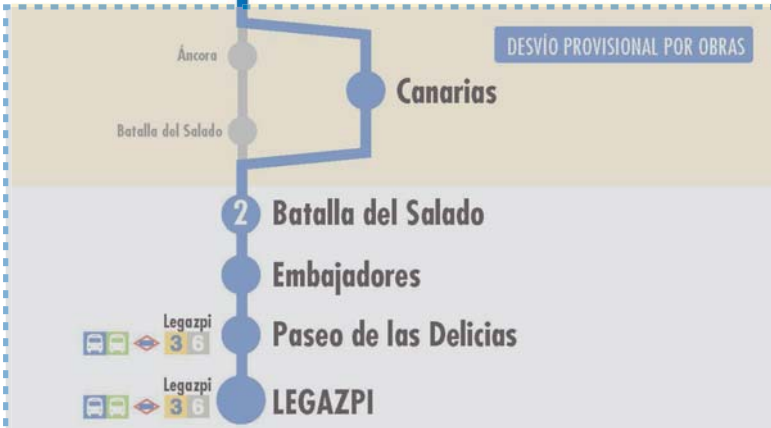 Áncora
DESVÍO PROVISIONAL POR OBRAS
Canarias
Batalla del Salado
2 Batalla del Salado
Embajadores
Legazpi
3 6
Paseo de las Delicias
Legazpi
3 6
LEGAZPI